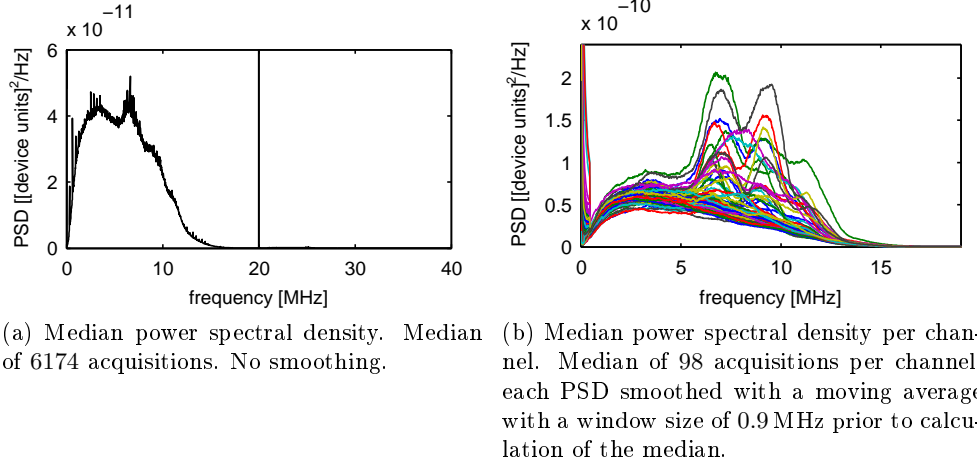 x 10^−11
6
4
2
0
0 10 20 30 40
PSD [[device units]^2/Hz]
frequency [MHz]
(a) Median power spectral density. Median
of 6174 acquisitions. No smoothing.
x 10^−10
2
1.5
1
0.5
0
0 5 10 15
PSD [[device units]^2/Hz]
frequency [MHz]
(b) Median power spectral density per chan-
nel. Median of 98 acquisitions per channel
each PSD smoothed with a moving average
with a window size of 0.9 MHz prior to calcu-
lation of the median.